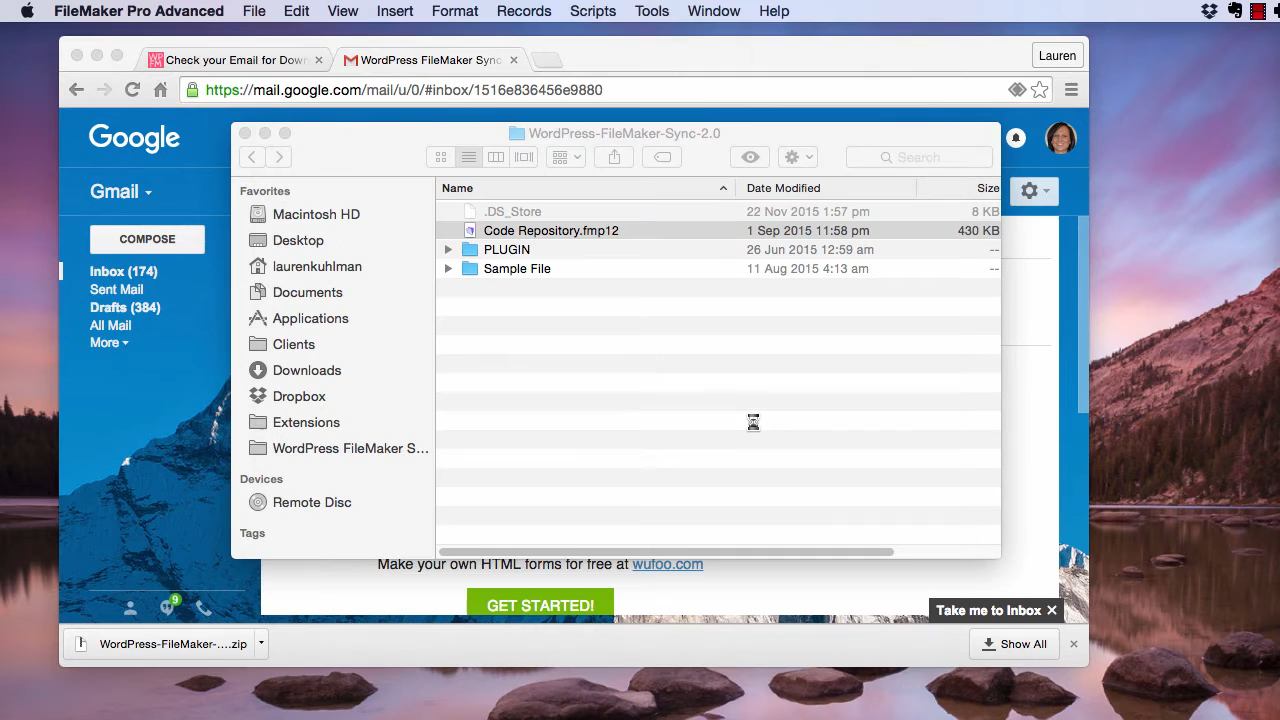 FileMaker Pro Advanced File Edit View Insert Format Records Scripts Tools Window Help
Check your Email for Dow
WordPress FileMaker Sync
Lauren
https://mail.google.com/mail/u/0/#inbox/1516e836456e9880
Google
Gmail
COMPOSE
Inbox (174)
Sent Mail
Drafts (384)
All Mail
More
9
WordPress-FileMaker-Sync-2.0
Search
Favorites
Macintosh HD
Desktop
laurenkuhlman
Documents
Applications
Clients
Downloads
Dropbox
Extensions
WordPress FileMaker S...
Devices
Remote Disc
Tags
Name Date Modified Size
.DS_Store 22 Nov 2015 1:57 pm 8 KB
Code Repository.fmp12 1 Sep 2015 11:58 pm 430 KB
PLUGIN 26 Jun 2015 12:59 am --
Sample File 11 Aug 2015 4:13 am --
Make your own HTML forms for free at wufoo.com
GET STARTED!
Take me to Inbox
WordPress-FileMaker-....zip
Show All